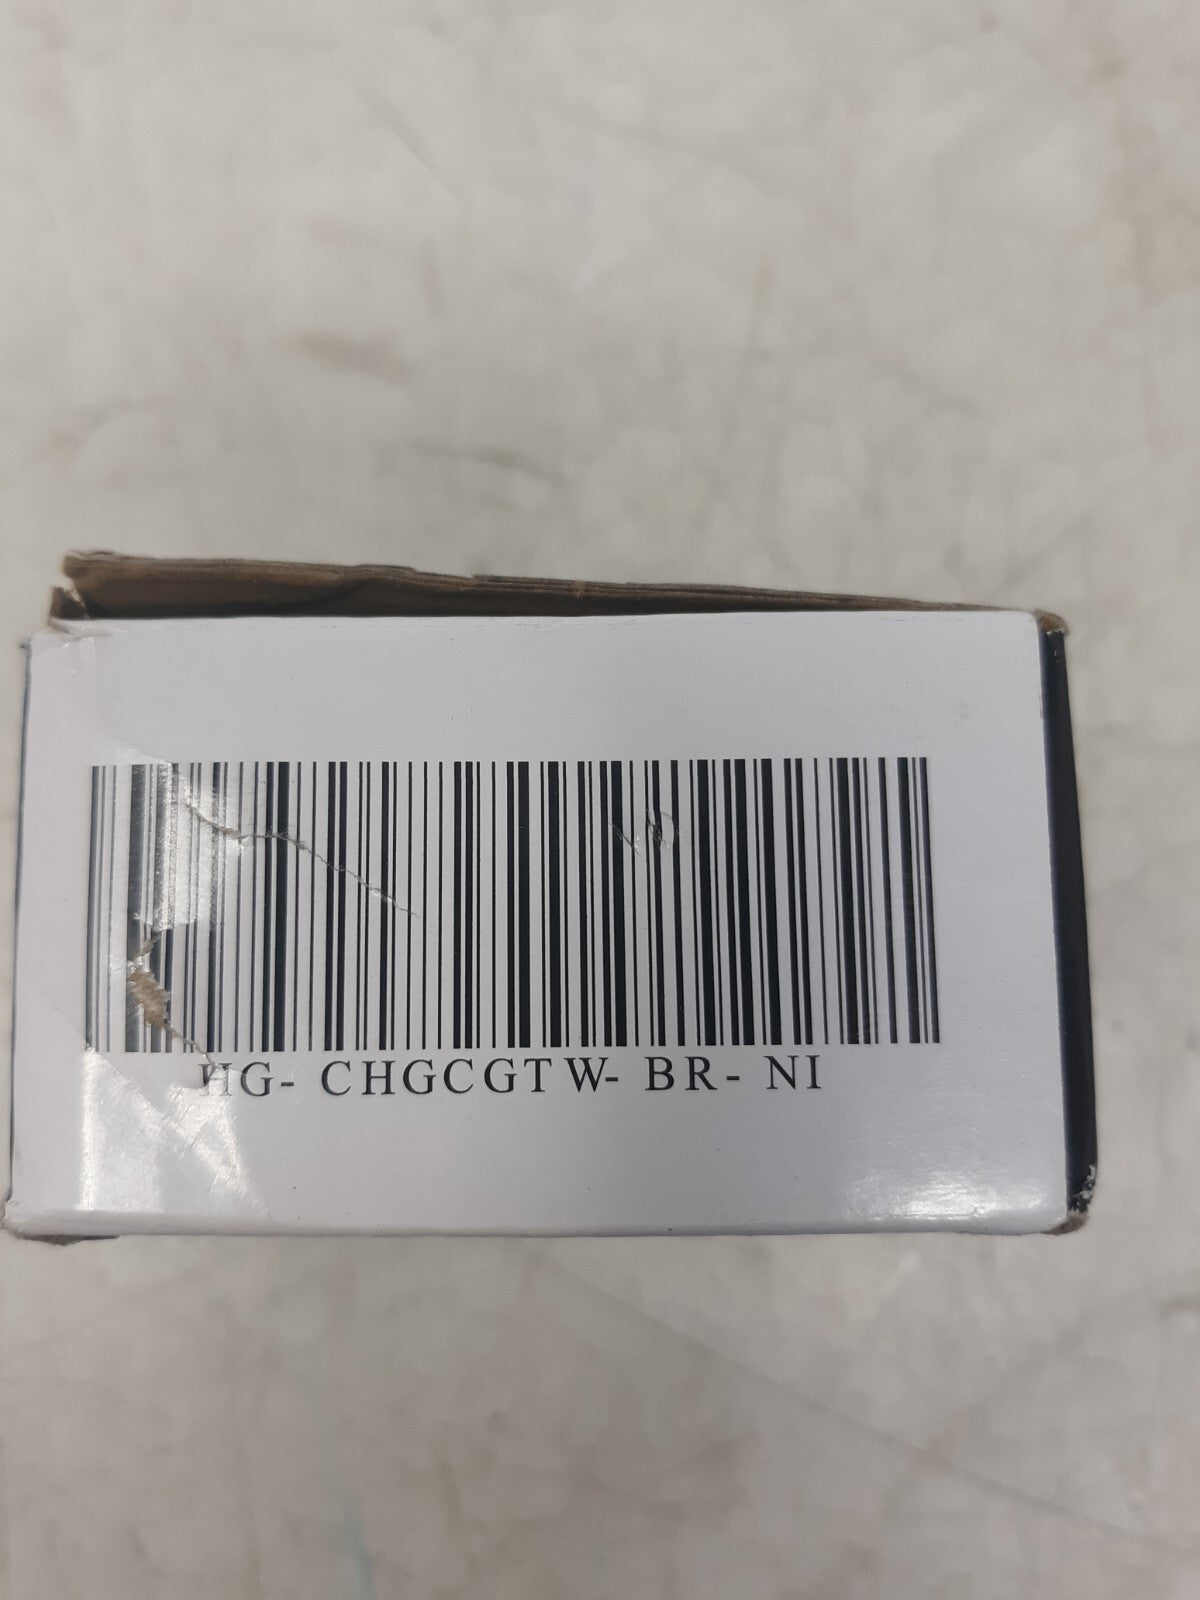 HG- CHGCGTW- BR- NI